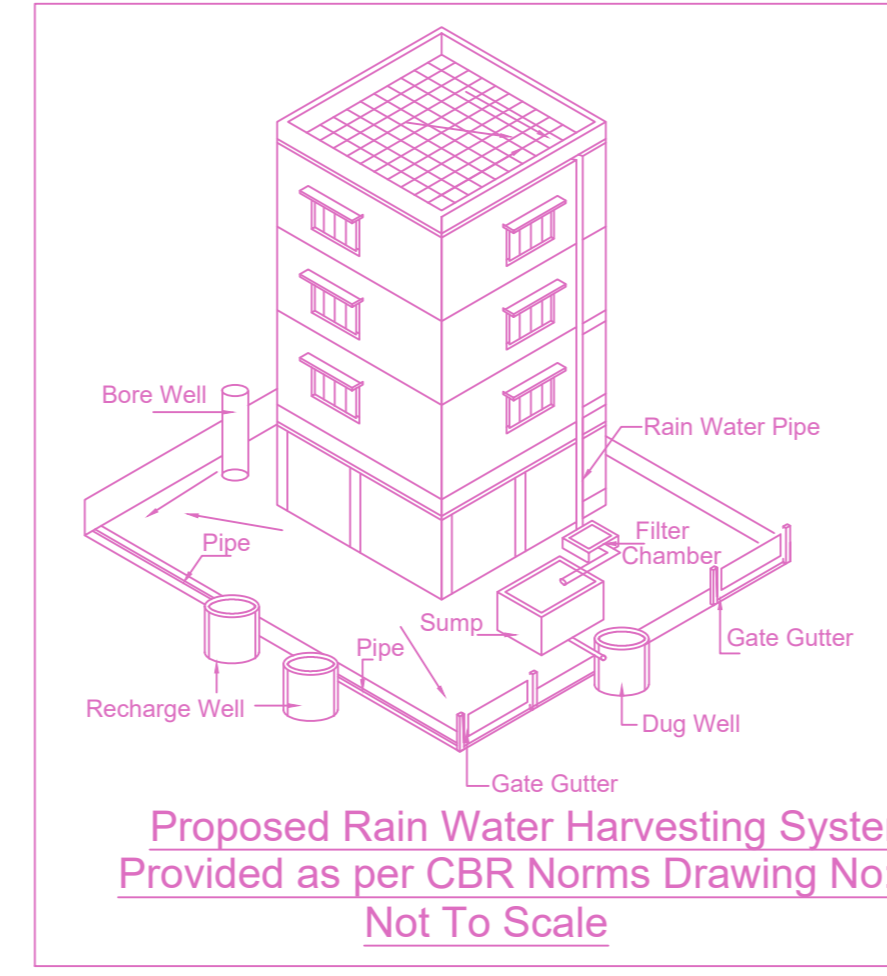 Bore Well
Rain Water Pipe
Filter
Chamber
Pipe
Sump
Gate Gutter
Pipe
Recharge Well
Dug Well
Gate Gutter
Proposed Rain Water Harvesting Syste
Provided as per CBR Norms Drawing No:
Not To Scale